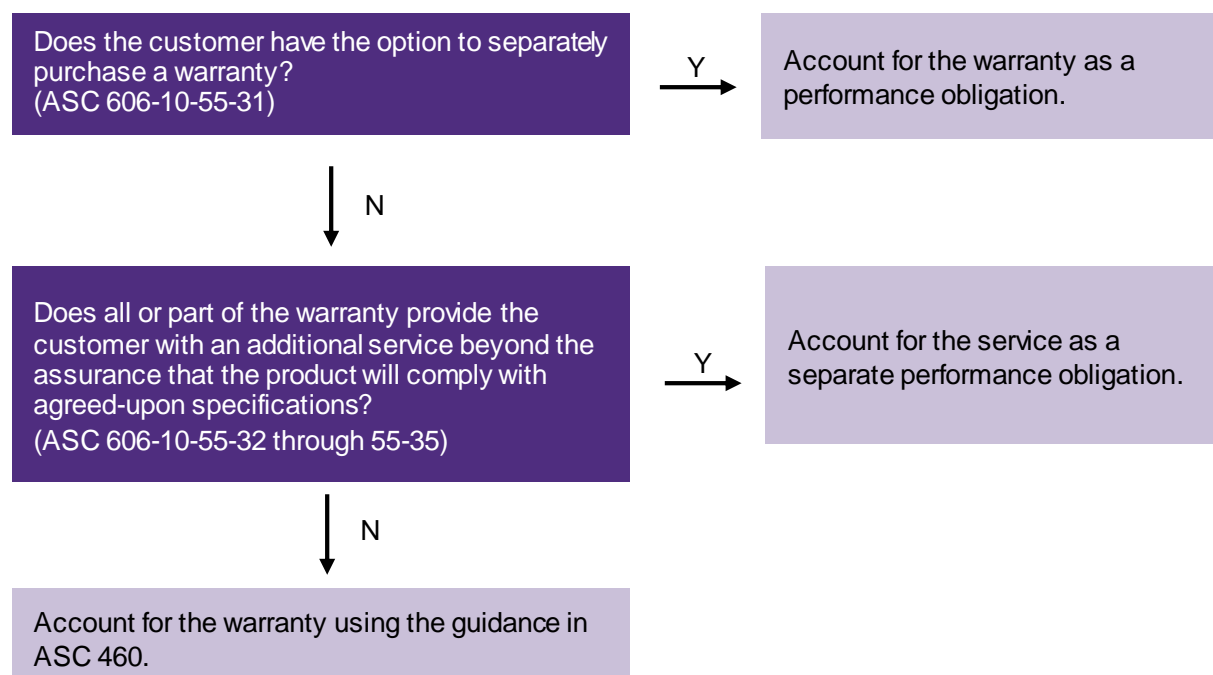 Does the customer have the option to separately
purchase a warranty?
(ASC 606-10-55-31)
Y
Account for the warranty as a
performance obligation.
N
Does all or part of the warranty provide the
customer with an additional service beyond the
assurance that the product will comply with
agreed-upon specifications?
(ASC 606-10-55-32 through 55-35)
Y
Account for the service as a
separate performance obligation.
N
Account for the warranty using the guidance in
ASC 460.